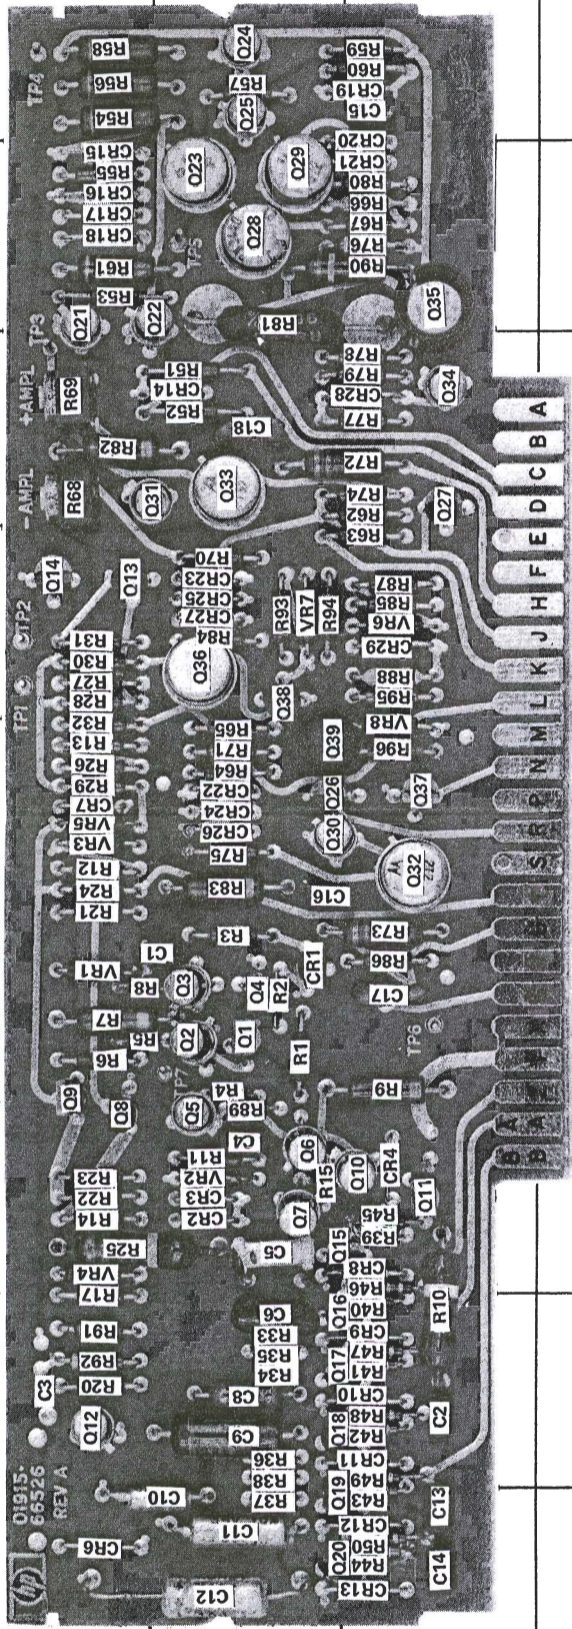 R58
Q24
R59
R60
TP4
R56
R57
CR19
C15
R54
Q25
CR15
R55
CR16
CR17
CR18
Q23
Q29
CR20
CR21
R80
R66
R67
R76
R90
Q28
TP5
R61
R53
TP3
Q21
Q22
R81
Q35
+AMPL
R69
R51
CR14
R52
R78
R79
CR28
R77
Q34
C18
R82
-AMPL
R68
Q31
Q33
R72
R74
R62
R63
Q27
A
B
C
D
E
F
H
J
K
L
M
N
P
R
S
Q14
Q13
R70
CR23
CR25
CR27
R84
R93
VR7
R94
R87
R85
VR6
CR29
R88
R95
VR8
R96
TP2
TP1
R31
R30
R27
R28
R32
R13
R26
R29
CR7
VR5
VR3
R12
R24
R21
Q36
Q38
Q39
R65
R71
R64
CR22
CR24
CR26
R75
R83
Q26
Q30
Q37
Q32
C16
R3
R73
R86
CR1
C17
VR1
C1
R8
Q3
Q4
R2
R7
R5
Q2
Q1
R1
TP6
R6
TP7
Q9
Q8
Q5
R4
R89
R9
C4
R11
VR2
CR3
CR2
R23
R22
R14
Q6
R15
Q10
CR4
Q7
Q11
A
A
B
B
R25
VR4
R17
C5
Q15
R45
R39
CR8
R46
R40
Q16
CR9
R47
R41
Q17
CR10
R48
R42
Q18
CR11
R49
R43
Q19
CR12
R50
R44
Q20
CR13
R10
C6
R33
R35
R34
R91
R92
R20
C3
Q12
C8
C9
C2
R36
R38
R37
C10
C11
C13
C14
01915-
66526
REV A
CR6
C12
hp